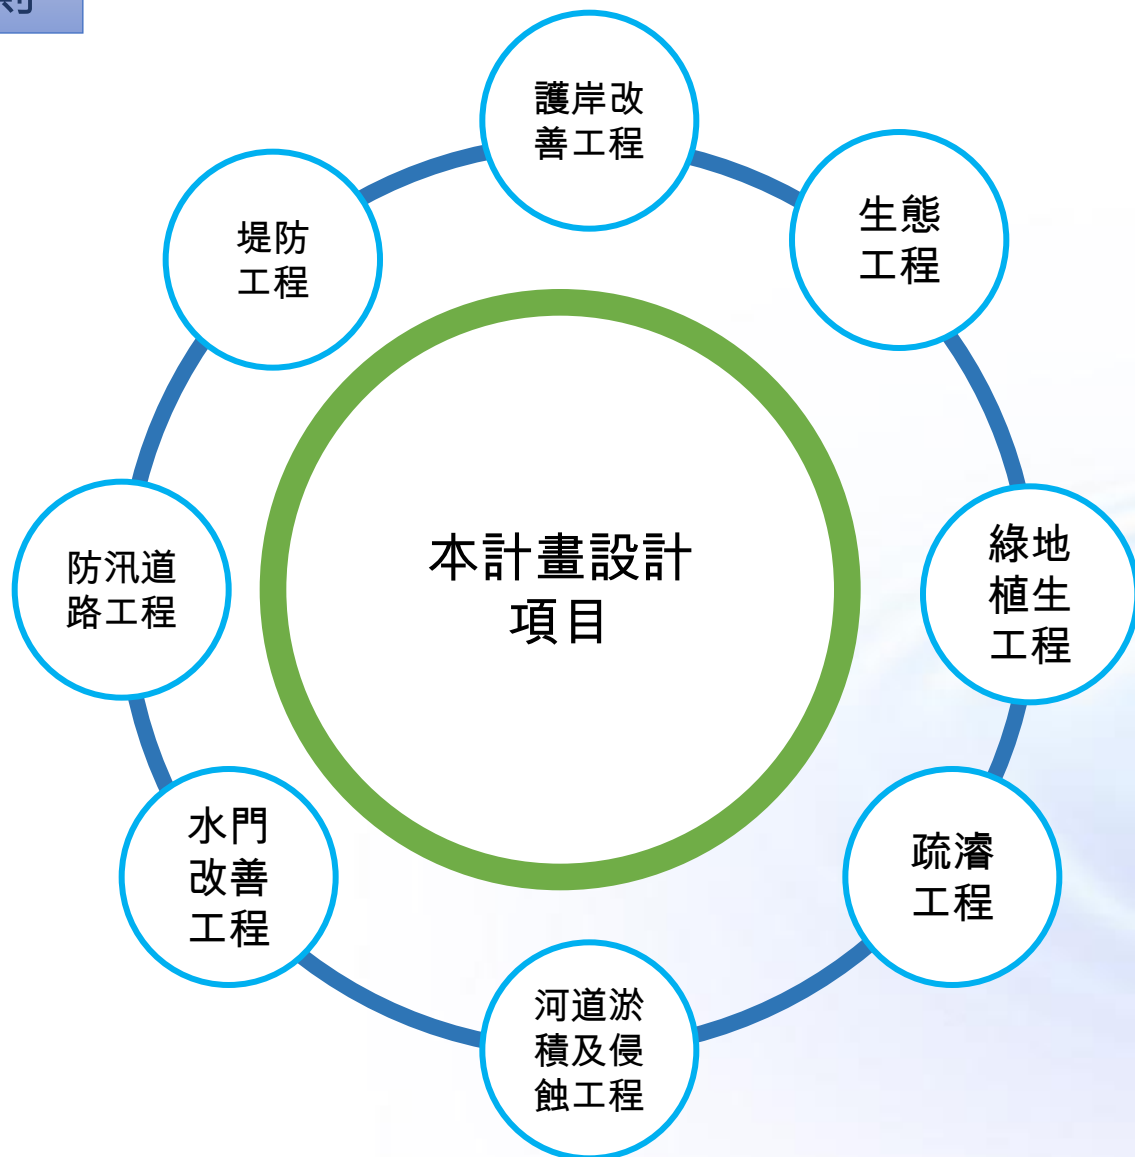 則
護岸改
善工程
生態
工程
綠地
植生
工程
疏濬
工程
河道淤
積及侵
蝕工程
水門
改善
工程
防汛道
路工程
堤防
工程
本計畫設計
項目